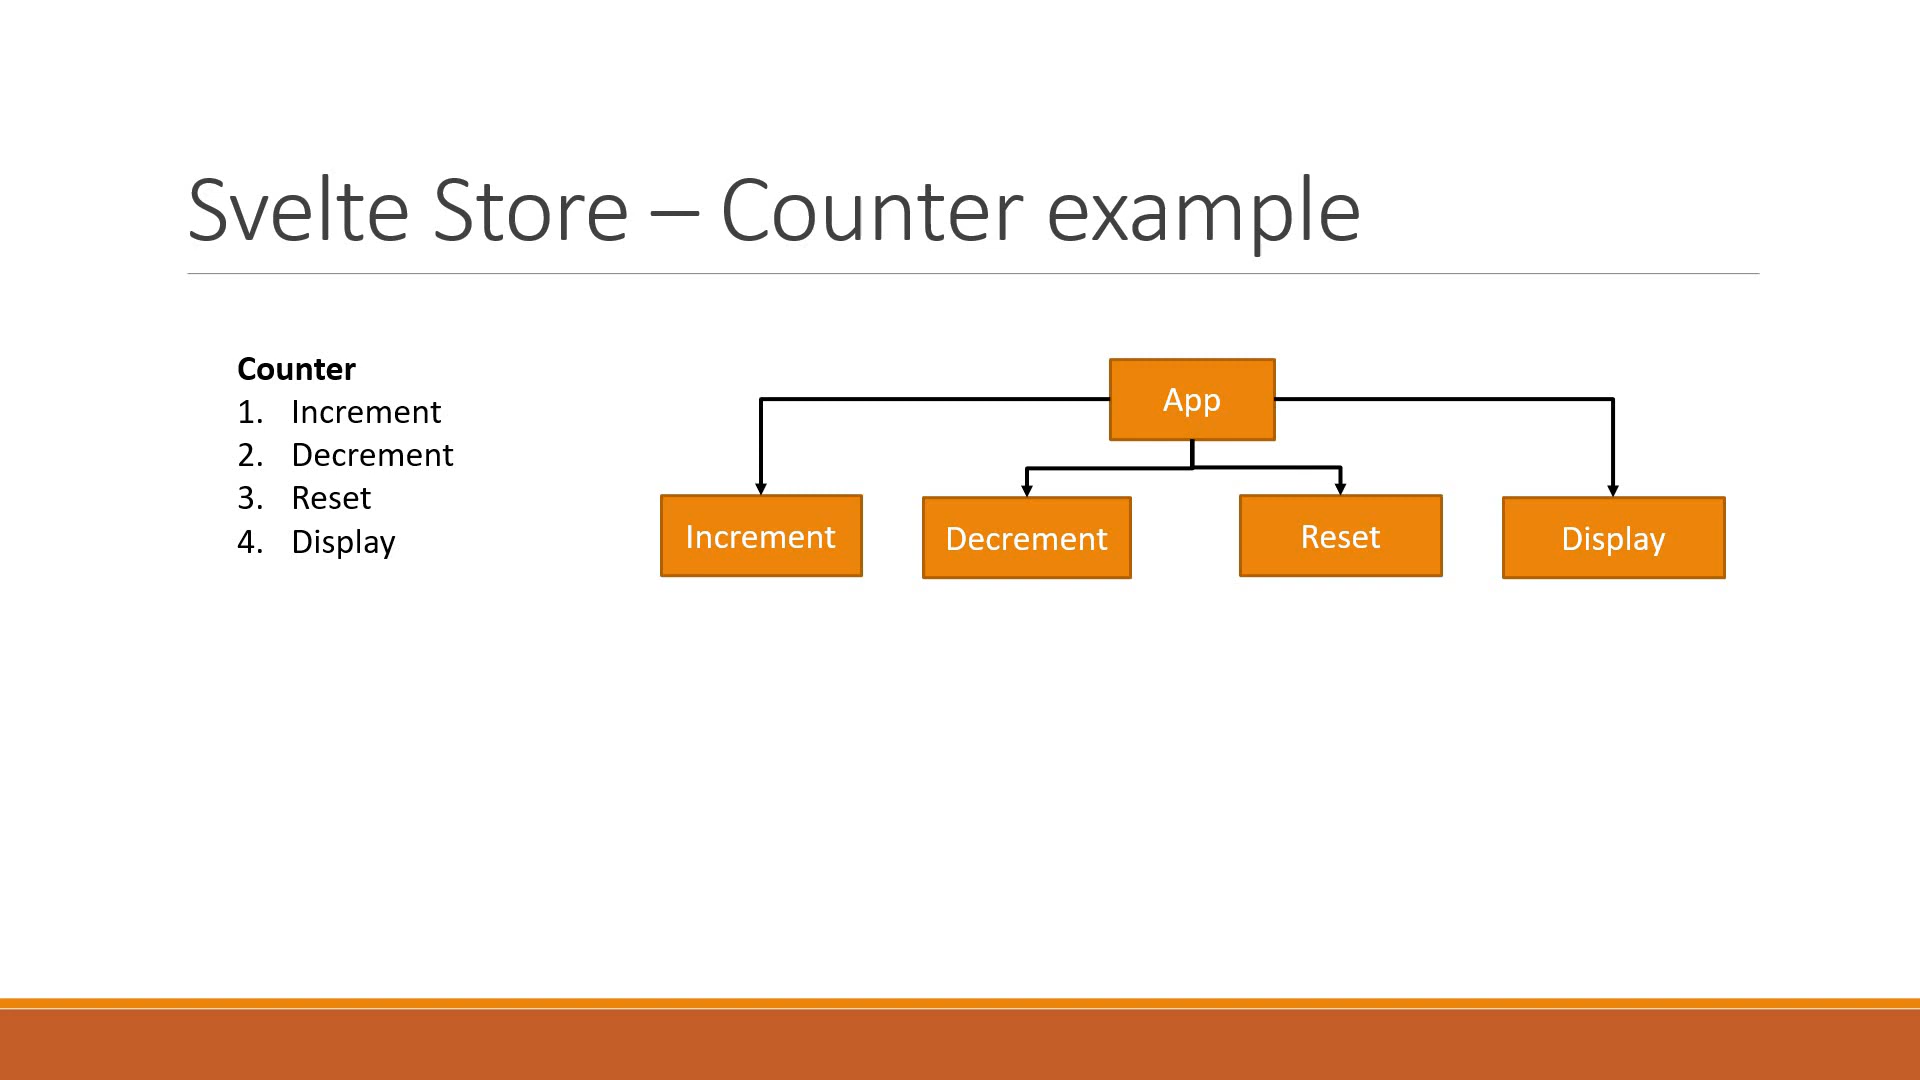 Svelte Store – Counter example
Counter
1. Increment
2. Decrement
3. Reset
4. Display
App
Increment
Decrement
Reset
Display